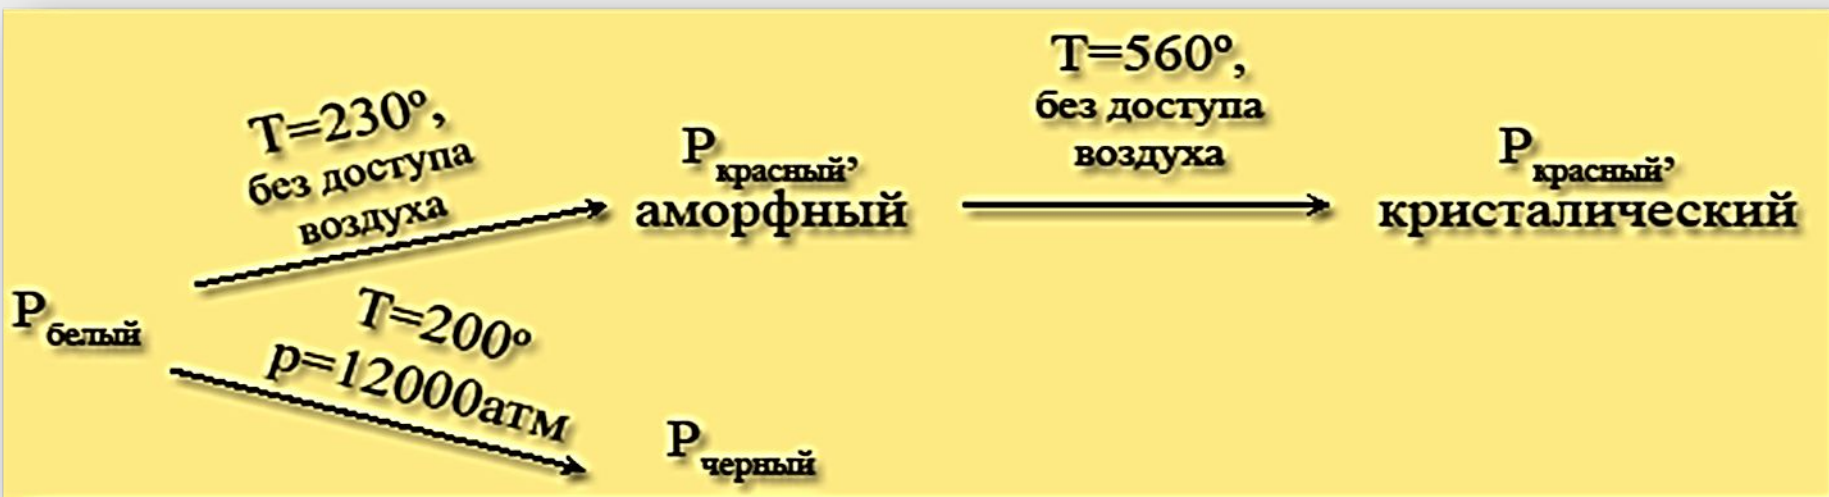 T=230º,
без доступа
воздуха
Pкрасный,
аморфный
T=560º,
без доступа
воздуха
Pкрасный,
кристалический
Pбелый
T=200º
p=12000атм
Pчерный